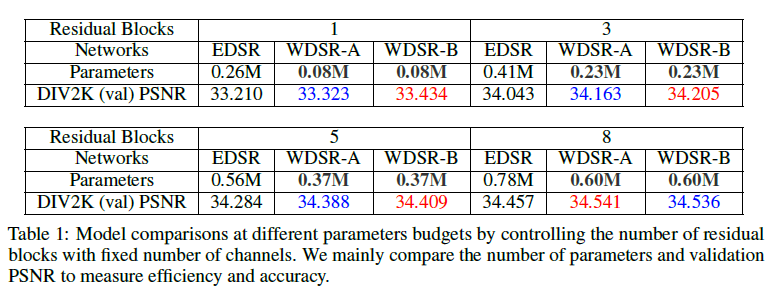 Residual Blocks 1 3
Networks EDSR WDSR-A WDSR-B EDSR WDSR-A WDSR-B
Parameters 0.26M 0.08M 0.08M 0.41M 0.23M 0.23M
DIV2K (val) PSNR 33.210 33.323 33.434 34.043 34.163 34.205
Residual Blocks 5 8
Networks EDSR WDSR-A WDSR-B EDSR WDSR-A WDSR-B
Parameters 0.56M 0.37M 0.37M 0.78M 0.60M 0.60M
DIV2K (val) PSNR 34.284 34.388 34.409 34.457 34.541 34.536
Table 1: Model comparisons at different parameters budgets by controlling the number of residual
blocks with fixed number of channels. We mainly compare the number of parameters and validation
PSNR to measure efficiency and accuracy.